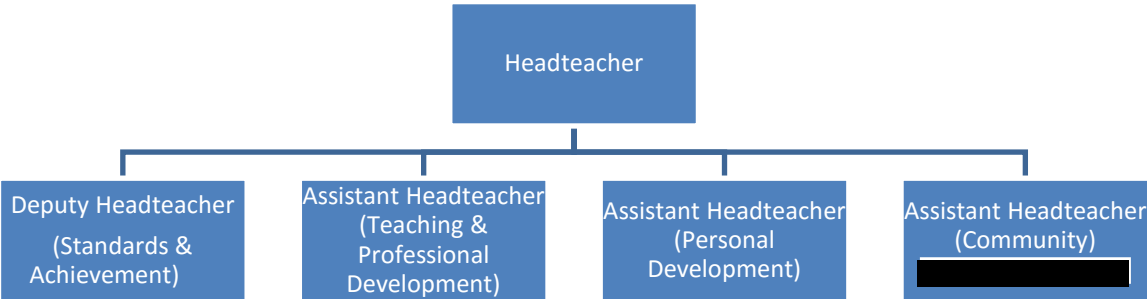 Headteacher
Deputy Headteacher
(Standards &
Achievement)
Assistant Headteacher
(Teaching &
Professional
Development)
Assistant Headteacher
(Personal
Development)
Assistant Headteacher
(Community)